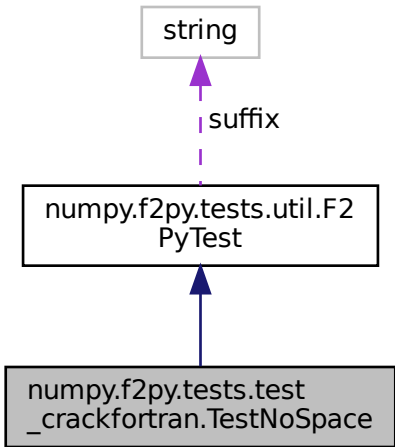 string
suffix
numpy.f2py.tests.util.F2
PyTest
numpy.f2py.tests.test
_crackfortran.TestNoSpace